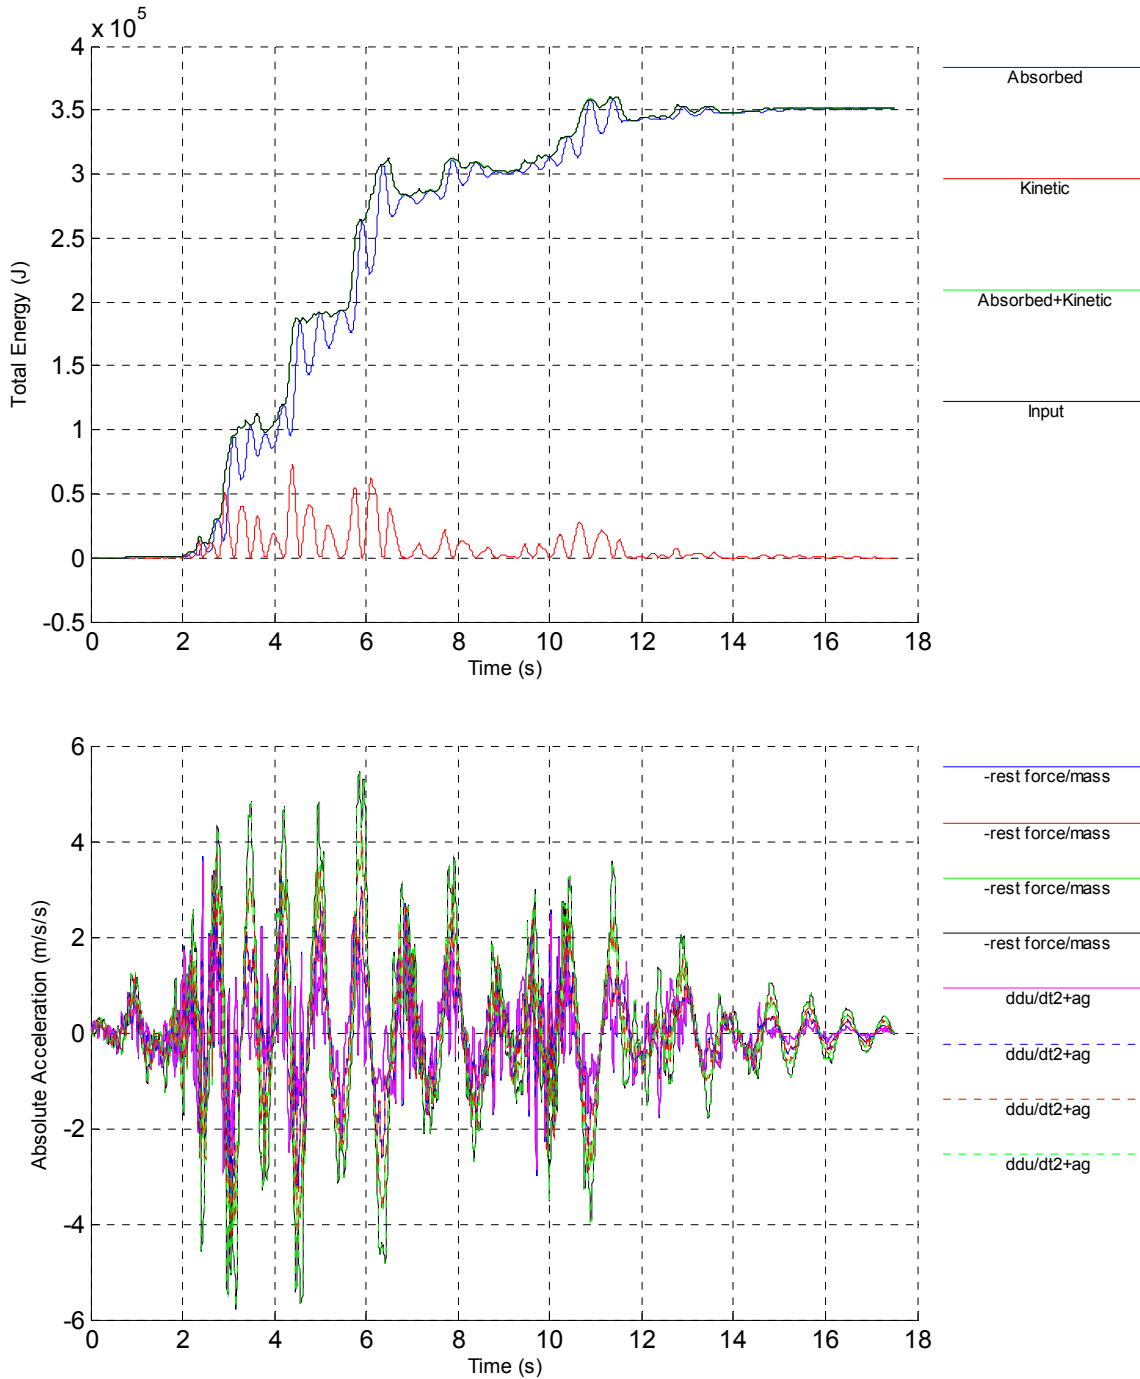 x 10^5
4
3.5
3
2.5
2
1.5
1
0.5
0
-0.5
Total Energy (J)
0 2 4 6 8 10 12 14 16 18
Time (s)
Absorbed
Kinetic
Absorbed+Kinetic
Input
6
4
2
0
-2
-4
-6
Absolute Acceleration (m/s/s)
0 2 4 6 8 10 12 14 16 18
Time (s)
-rest force/mass
-rest force/mass
-rest force/mass
-rest force/mass
ddu/dt2+ag
ddu/dt2+ag
ddu/dt2+ag
ddu/dt2+ag